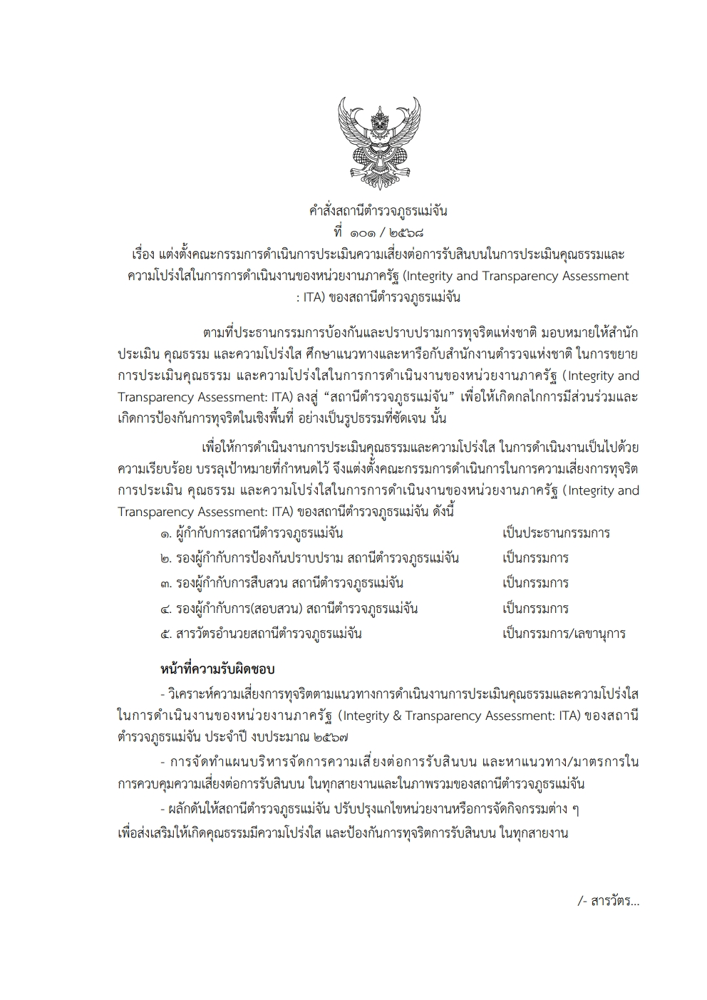 คำสั่งสถานีตำรวจภูธรแม่จัน
ที่ ๑๐๑ / ๒๕๖๘
เรื่อง แต่งตั้งคณะกรรมการดำเนินการประเมินความเสี่ยงต่อการรับสินบนในการประเมินคุณธรรมและ
ความโปร่งใสในการการดำเนินงานของหน่วยงานภาครัฐ (Integrity and Transparency Assessment
: ITA) ของสถานีตำรวจภูธรแม่จัน
ตามที่ประธานกรรมการป้องกันและปราบปรามการทุจริตแห่งชาติ มอบหมายให้สำนัก
ประเมิน คุณธรรม และความโปร่งใส ศึกษาแนวทางและหารือกับสำนักงานตำรวจแห่งชาติ ในการขยาย
การประเมินคุณธรรม และความโปร่งใสในการการดำเนินงานของหน่วยงานภาครัฐ (Integrity and
Transparency Assessment: ITA) ลงสู่ “สถานีตำรวจภูธรแม่จัน” เพื่อให้เกิดกลไกการมีส่วนร่วมและ
เกิดการป้องกันการทุจริตในเชิงพื้นที่ อย่างเป็นรูปธรรมที่ชัดเจน นั้น
เพื่อให้การดำเนินงานการประเมินคุณธรรมและความโปร่งใส ในการดำเนินงานเป็นไปด้วย
ความเรียบร้อย บรรลุเป้าหมายที่กำหนดไว้ จึงแต่งตั้งคณะกรรมการดำเนินการในการความเสี่ยงการทุจริต
การประเมิน คุณธรรม และความโปร่งใสในการการดำเนินงานของหน่วยงานภาครัฐ (Integrity and
Transparency Assessment: ITA) ของสถานีตำรวจภูธรแม่จัน ดังนี้
๑. ผู้กำกับการสถานีตำรวจภูธรแม่จัน เป็นประธานกรรมการ
๒. รองผู้กำกับการป้องกันปราบปราม สถานีตำรวจภูธรแม่จัน เป็นกรรมการ
๓. รองผู้กำกับการสืบสวน สถานีตำรวจภูธรแม่จัน เป็นกรรมการ
๔. รองผู้กำกับการ(สอบสวน) สถานีตำรวจภูธรแม่จัน เป็นกรรมการ
๕. สารวัตรอำนวยสถานีตำรวจภูธรแม่จัน เป็นกรรมการ/เลขานุการ
หน้าที่ความรับผิดชอบ
- วิเคราะห์ความเสี่ยงการทุจริตตามแนวทางการดำเนินงานการประเมินคุณธรรมและความโปร่งใส
ในการดำเนินงานของหน่วยงานภาครัฐ (Integrity & Transparency Assessment: ITA) ของสถานี
ตำรวจภูธรแม่จัน ประจำปี งบประมาณ ๒๕๖๗
- การจัดทำแผนบริหารจัดการความเสี่ยงต่อการรับสินบน และหาแนวทาง/มาตรการใน
การควบคุมความเสี่ยงต่อการรับสินบน ในทุกสายงานและในภาพรวมของสถานีตำรวจภูธรแม่จัน
- ผลักดันให้สถานีตำรวจภูธรแม่จัน ปรับปรุงแก้ไขหน่วยงานหรือการจัดกิจกรรมต่าง ๆ
เพื่อส่งเสริมให้เกิดคุณธรรมมีความโปร่งใส และป้องกันการทุจริตการรับสินบน ในทุกสายงาน
/- สารวัตร...